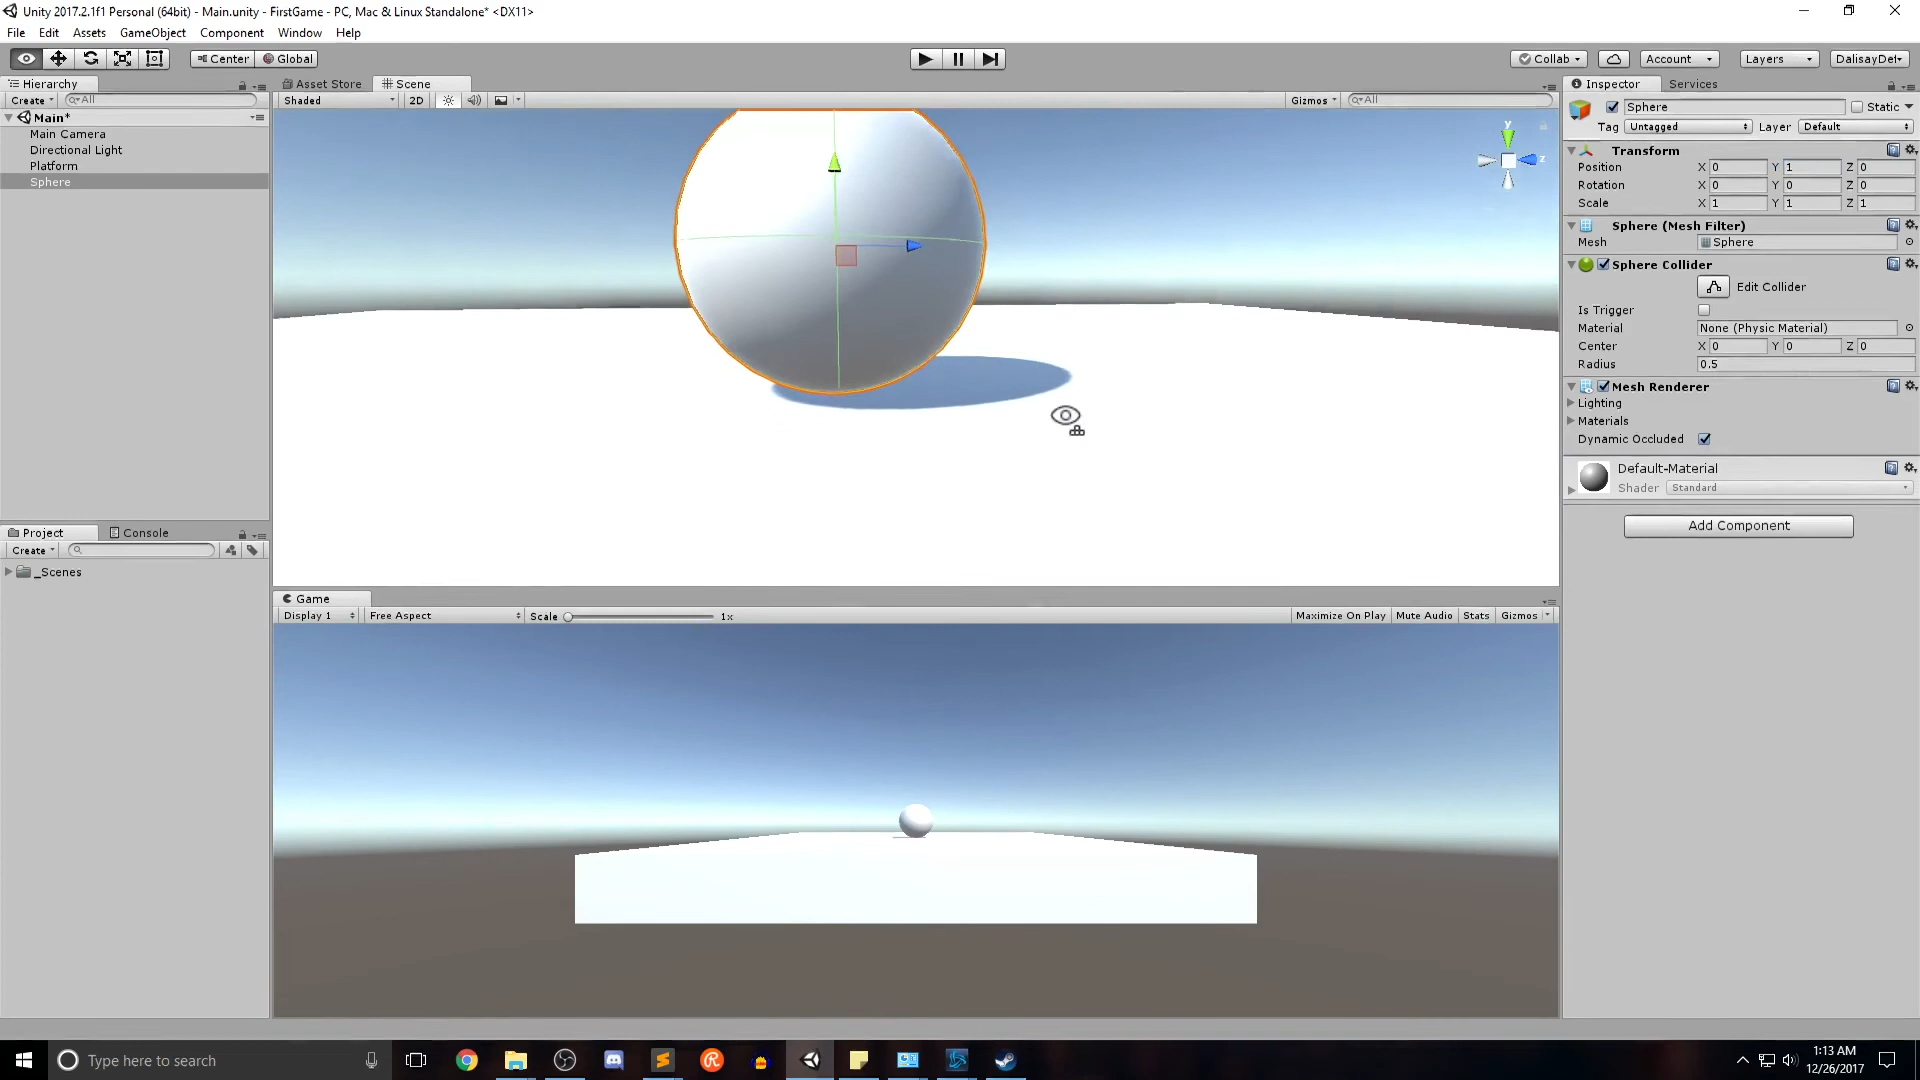 Unity 2017.2.1f1 Personal (64bit) - Main.unity - FirstGame - PC, Mac & Linux Standalone* <DX11>
File Edit Assets GameObject Component Window Help
Center Global Collab Account Layers DalisayDef
Hierarchy
Create All
Main*
Main Camera
Directional Light
Platform
Sphere
Asset Store Scene
Shaded 2D Gizmos All
y
z
Inspector Services
Sphere Static
Tag Untagged Layer Default
Transform
Position X 0 Y 1 Z 0
Rotation X 0 Y 0 Z 0
Scale X 1 Y 1 Z 1
Sphere (Mesh Filter)
Mesh Sphere
Sphere Collider
Edit Collider
Is Trigger
Material None (Physic Material)
Center X 0 Y 0 Z 0
Radius 0.5
Mesh Renderer
Lighting
Materials
Dynamic Occluded
Default-Material
Shader Standard
Add Component
Project Console
Create
_Scenes
Game
Display 1 Free Aspect Scale 1x Maximize On Play Mute Audio Stats Gizmos
Type here to search
1:13 AM
12/26/2017